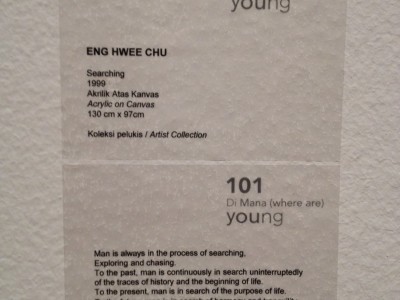 young
ENG HWEE CHU
Searching
1999
Akrilik Atas Kanvas
Acrylic on Canvas
130 cm x 97cm
Koleksi pelukis / Artist Collection
101
Di Mana (where are)
young
Man is always in the process of searching,
Exploring and chasing.
To the past, man is continuously in search uninterruptedly
of the traces of history and the beginning of life.
To the present, man is in search of the purpose of life.